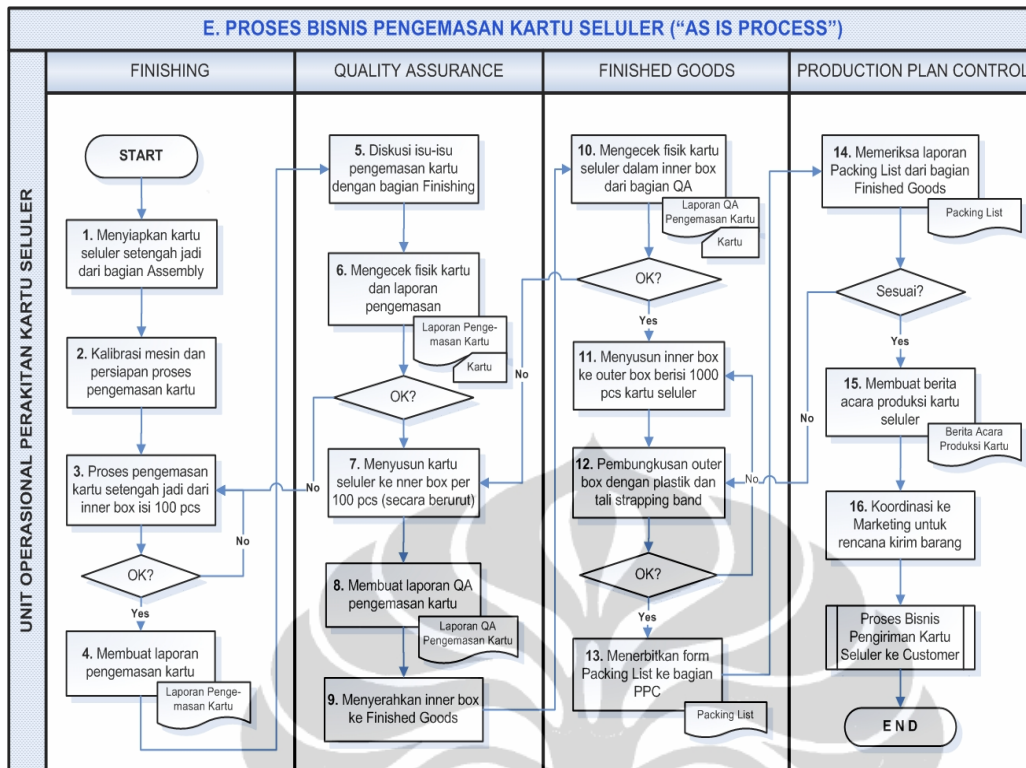 E. PROSES BISNIS PENGEMASAN KARTU SELULER ("AS IS PROCESS")
UNIT OPERASIONAL PERAKITAN KARTU SELULER
FINISHING
START
1. Menyiapkan kartu
seluler setengah jadi
dari bagian Assembly
2. Kalibrasi mesin dan
persiapan proses
pengemasan kartu
3. Proses pengemasan
kartu setengah jadi dari
inner box isi 100 pcs
No
OK?
Yes
4. Membuat laporan
pengemasan kartu
Laporan Penge-
masan Kartu
QUALITY ASSURANCE
5. Diskusi isu-isu
pengemasan kartu
dengan bagian Finishing
6. Mengecek fisik kartu
dan laporan
pengemasan
Laporan Penge-
masan Kartu
Kartu
OK?
No
7. Menyusun kartu
seluler ke nner box per
100 pcs (secara berurut)
8. Membuat laporan QA
pengemasan kartu
Laporan QA
Pengemasan Kartu
9. Menyerahkan inner box
ke Finished Goods
FINISHED GOODS
10. Mengecek fisik kartu
seluler dalam inner box
dari bagian QA
Laporan QA
Pengemasan Kartu
Kartu
OK?
No
Yes
11. Menyusun inner box
ke outer box berisi 1000
pcs kartu seluler
12. Pembungkusan outer
box dengan plastik dan
tali strapping band
No
OK?
Yes
13. Menerbitkan form
Packing List ke bagian
PPC
Packing List
PRODUCTION PLAN CONTROL
14. Memeriksa laporan
Packing List dari bagian
Finished Goods
Packing List
Sesuai?
Yes
No
15. Membuat berita
acara produksi kartu
seluler
Berita Acara
Produksi Kartu
16. Koordinasi ke
Marketing untuk
rencana kirim barang
Proses Bisnis
Pengiriman Kartu
Seluler ke Customer
END